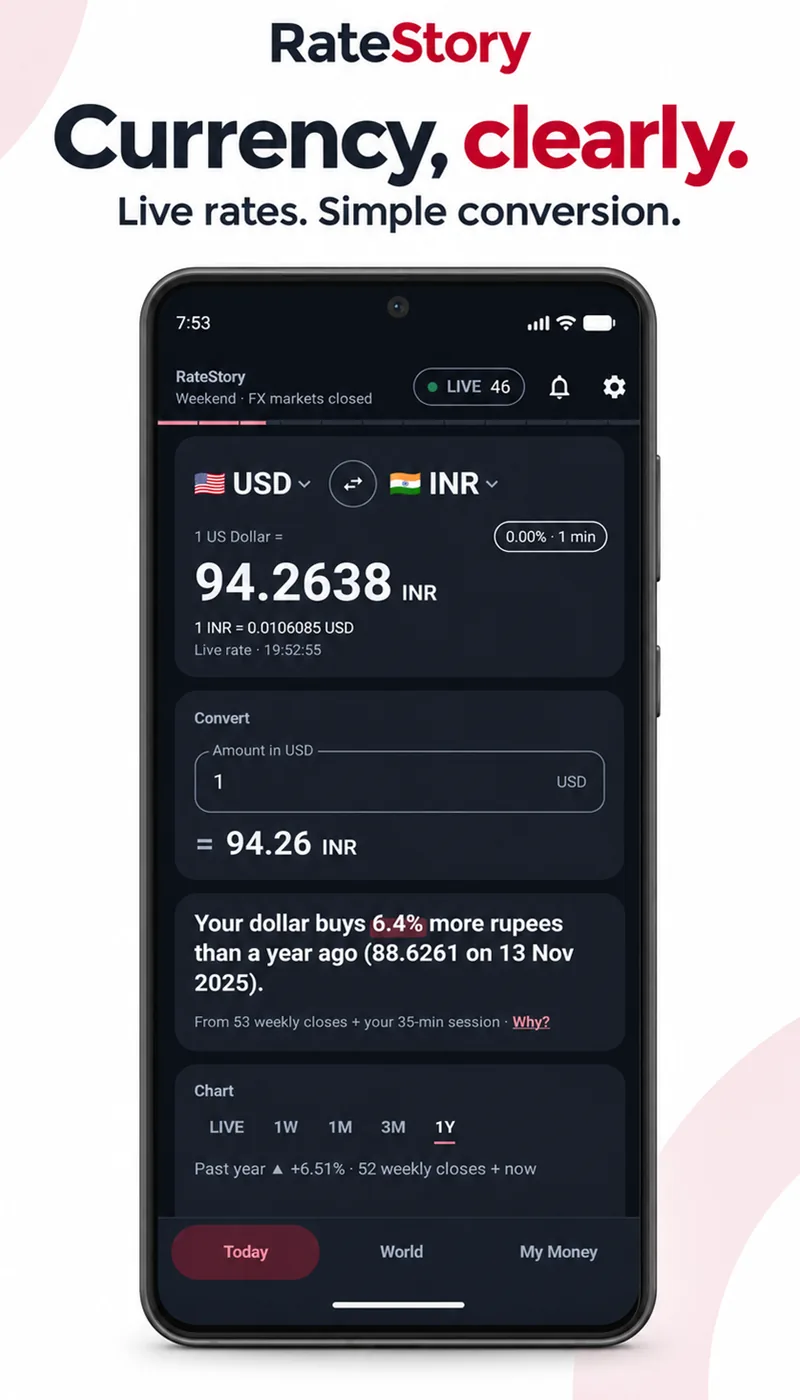 RateStory
Currency, clearly.
Live rates. Simple conversion.
7:53
RateStory
Weekend · FX markets closed
LIVE 46
USD
INR
1 US Dollar =
0.00% · 1 min
94.2638 INR
1 INR = 0.0106085 USD
Live rate · 19:52:55
Convert
Amount in USD
1
USD
= 94.26 INR
Your dollar buys 6.4% more rupees
than a year ago (88.6261 on 13 Nov
2025).
From 53 weekly closes + your 35-min session · Why?
Chart
LIVE 1W 1M 3M 1Y
Past year ▲ +6.51% · 52 weekly closes + now
Today
World
My Money